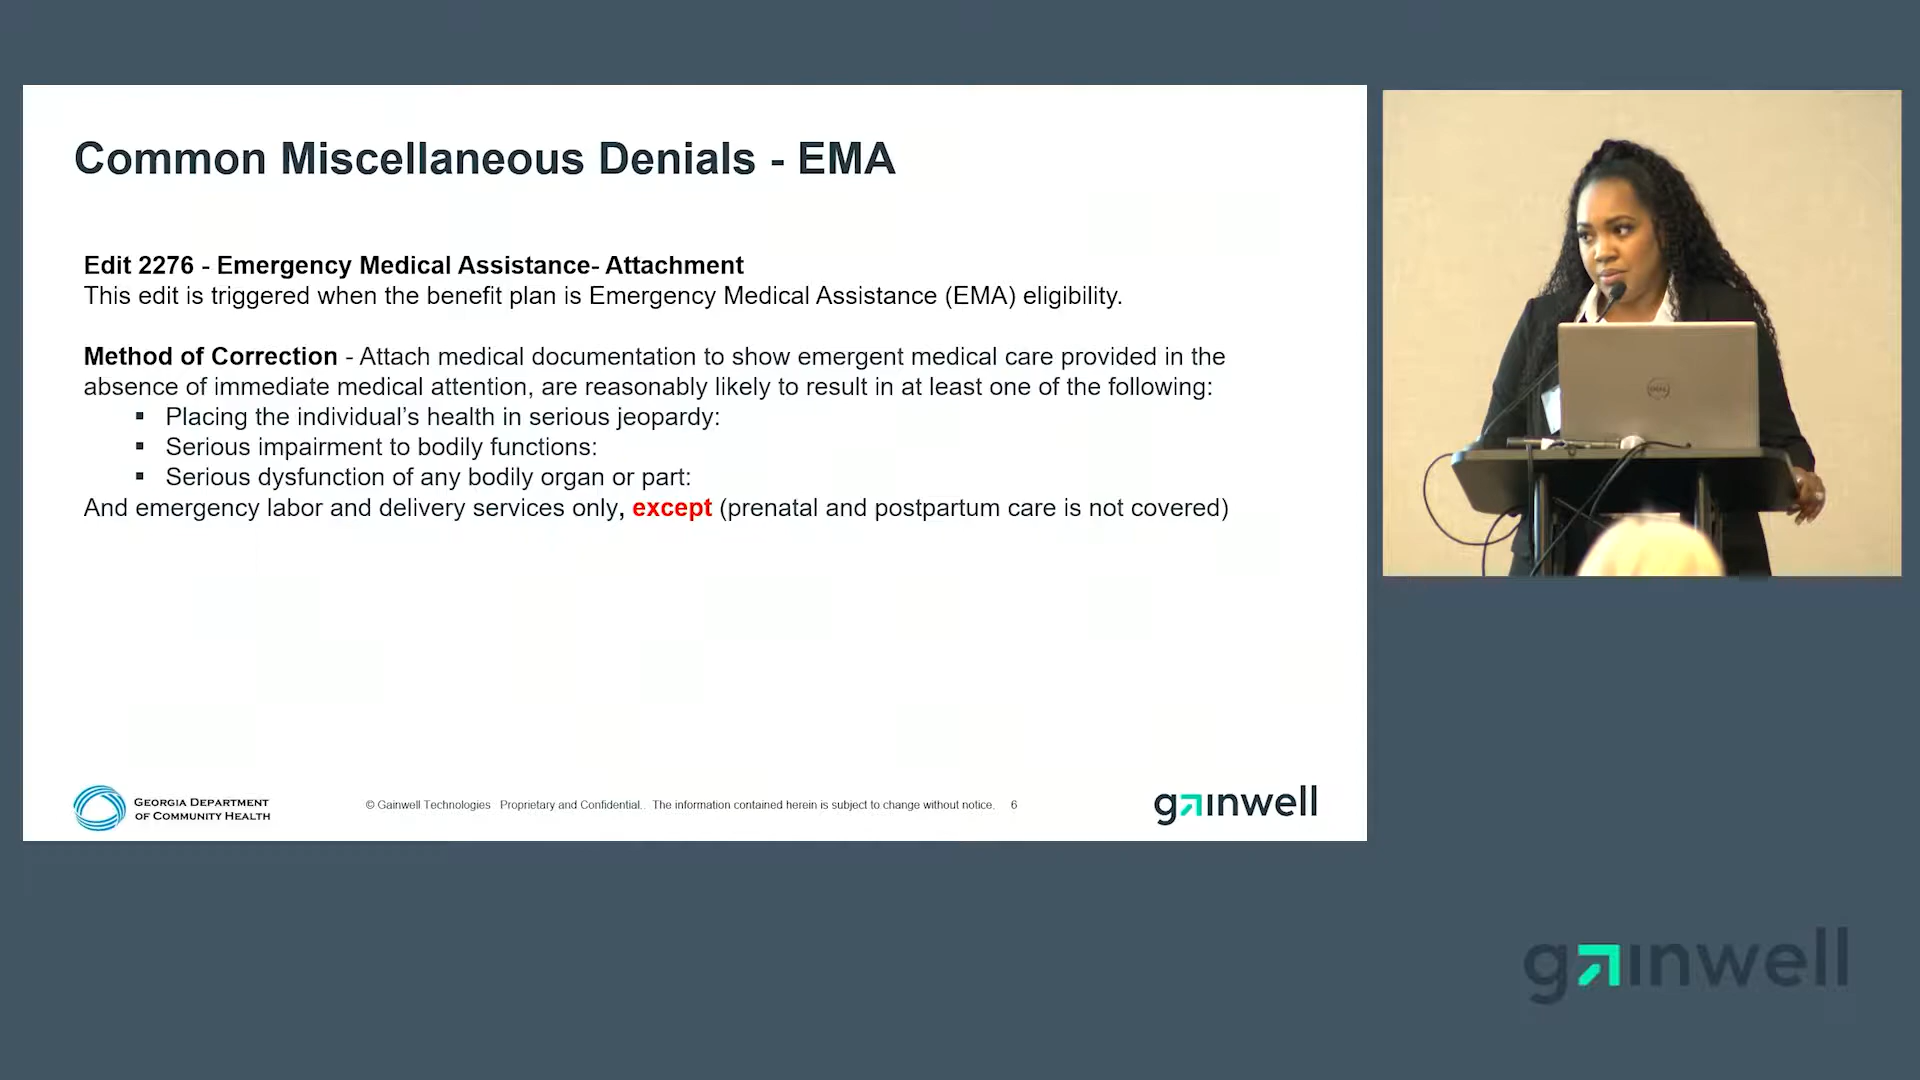 Common Miscellaneous Denials - EMA
Edit 2276 - Emergency Medical Assistance- Attachment
This edit is triggered when the benefit plan is Emergency Medical Assistance (EMA) eligibility.
Method of Correction - Attach medical documentation to show emergent medical care provided in the
absence of immediate medical attention, are reasonably likely to result in at least one of the following:
▪ Placing the individual's health in serious jeopardy:
▪ Serious impairment to bodily functions:
▪ Serious dysfunction of any bodily organ or part:
And emergency labor and delivery services only, except (prenatal and postpartum care is not covered)
GEORGIA DEPARTMENT
OF COMMUNITY HEALTH
© Gainwell Technologies Proprietary and Confidential.. The information contained herein is subject to change without notice. 6
gainwell
DELL
gainwell